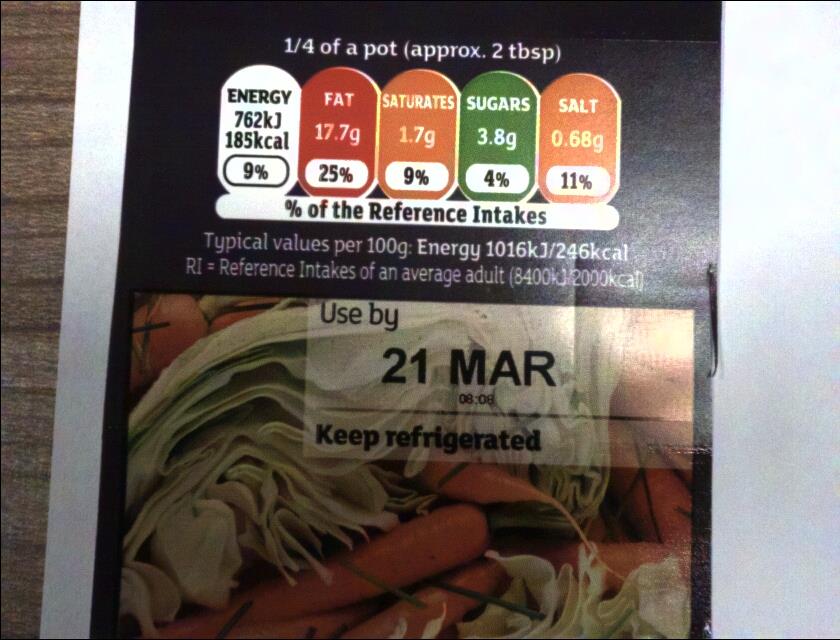 1/4 of a pot (approx. 2 tbsp)
ENERGY FAT SATURATES SUGARS SALT
762kJ 185kcal 17.7g 1.7g 3.8g 0.68g
9% 25% 9% 4% 11%
% of the Reference Intakes
Typical values per 100g: Energy 1016kJ/246kcal
RI = Reference Intakes of an average adult (8400kJ/2000kcal)
Use by
21 MAR
08:08
Keep refrigerated